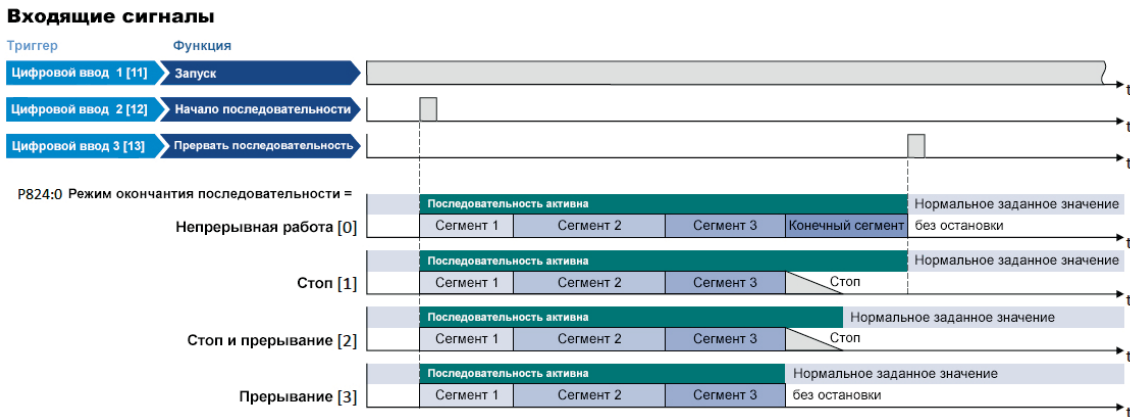 Входящие сигналы
Триггер Функция
Цифровой ввод 1 [11] Запуск
t
Цифровой ввод 2 [12] Начало последовательности
t
Цифровой ввод 3 [13] Прервать последовательность
t
P824:0 Режим окончантия последовательности =
Последовательность активна Нормальное заданное значение
Непрерывная работа [0] Сегмент 1 Сегмент 2 Сегмент 3 Конечный сегмент без остановки
t
Последовательность активна Нормальное заданное значение
Стоп [1] Сегмент 1 Сегмент 2 Сегмент 3 Стоп
t
Последовательность активна Нормальное заданное значение
Стоп и прерывание [2] Сегмент 1 Сегмент 2 Сегмент 3 Стоп
t
Последовательность активна Нормальное заданное значение
Прерывание [3] Сегмент 1 Сегмент 2 Сегмент 3 без остановки
t